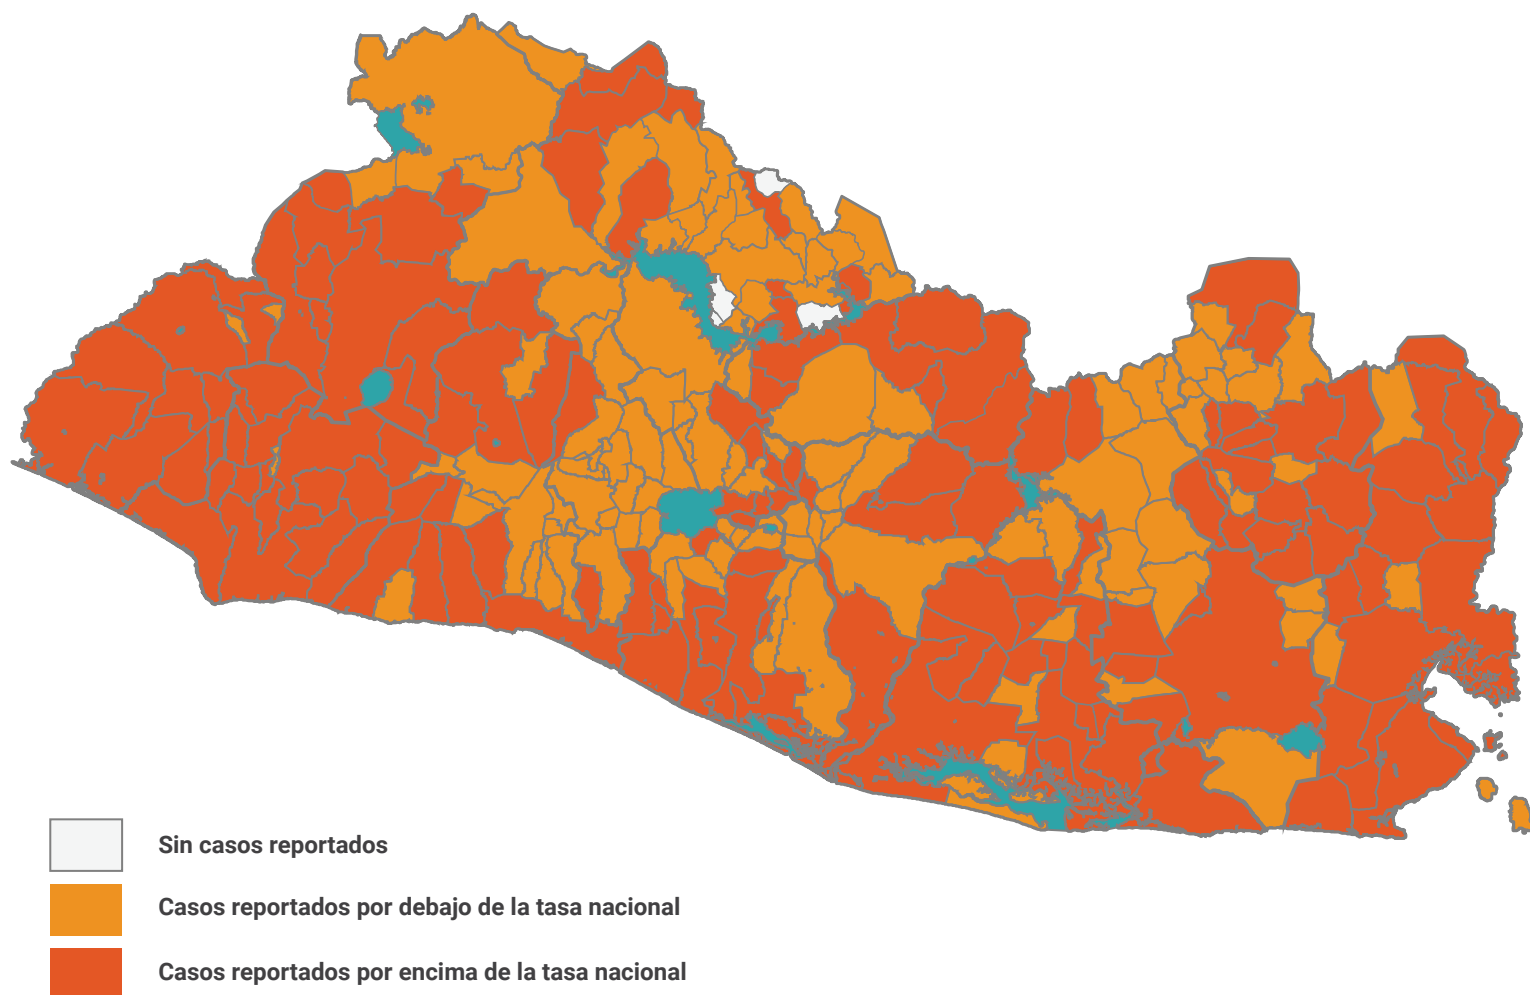 Sin casos reportados
Casos reportados por debajo de la tasa nacional
Casos reportados por encima de la tasa nacional